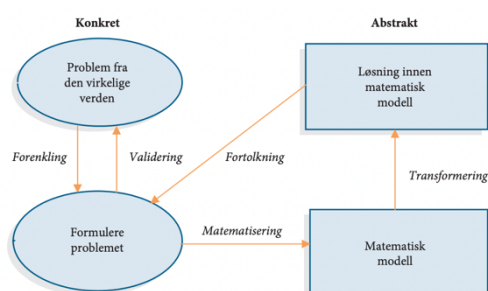 Konkret
Abstrakt
Problem fra
den virkelige
verden
Løsning innen
matematisk
modell
Forenkling
Validering
Fortolkning
Transformering
Formulere
problemet
Matematisering
Matematisk
modell